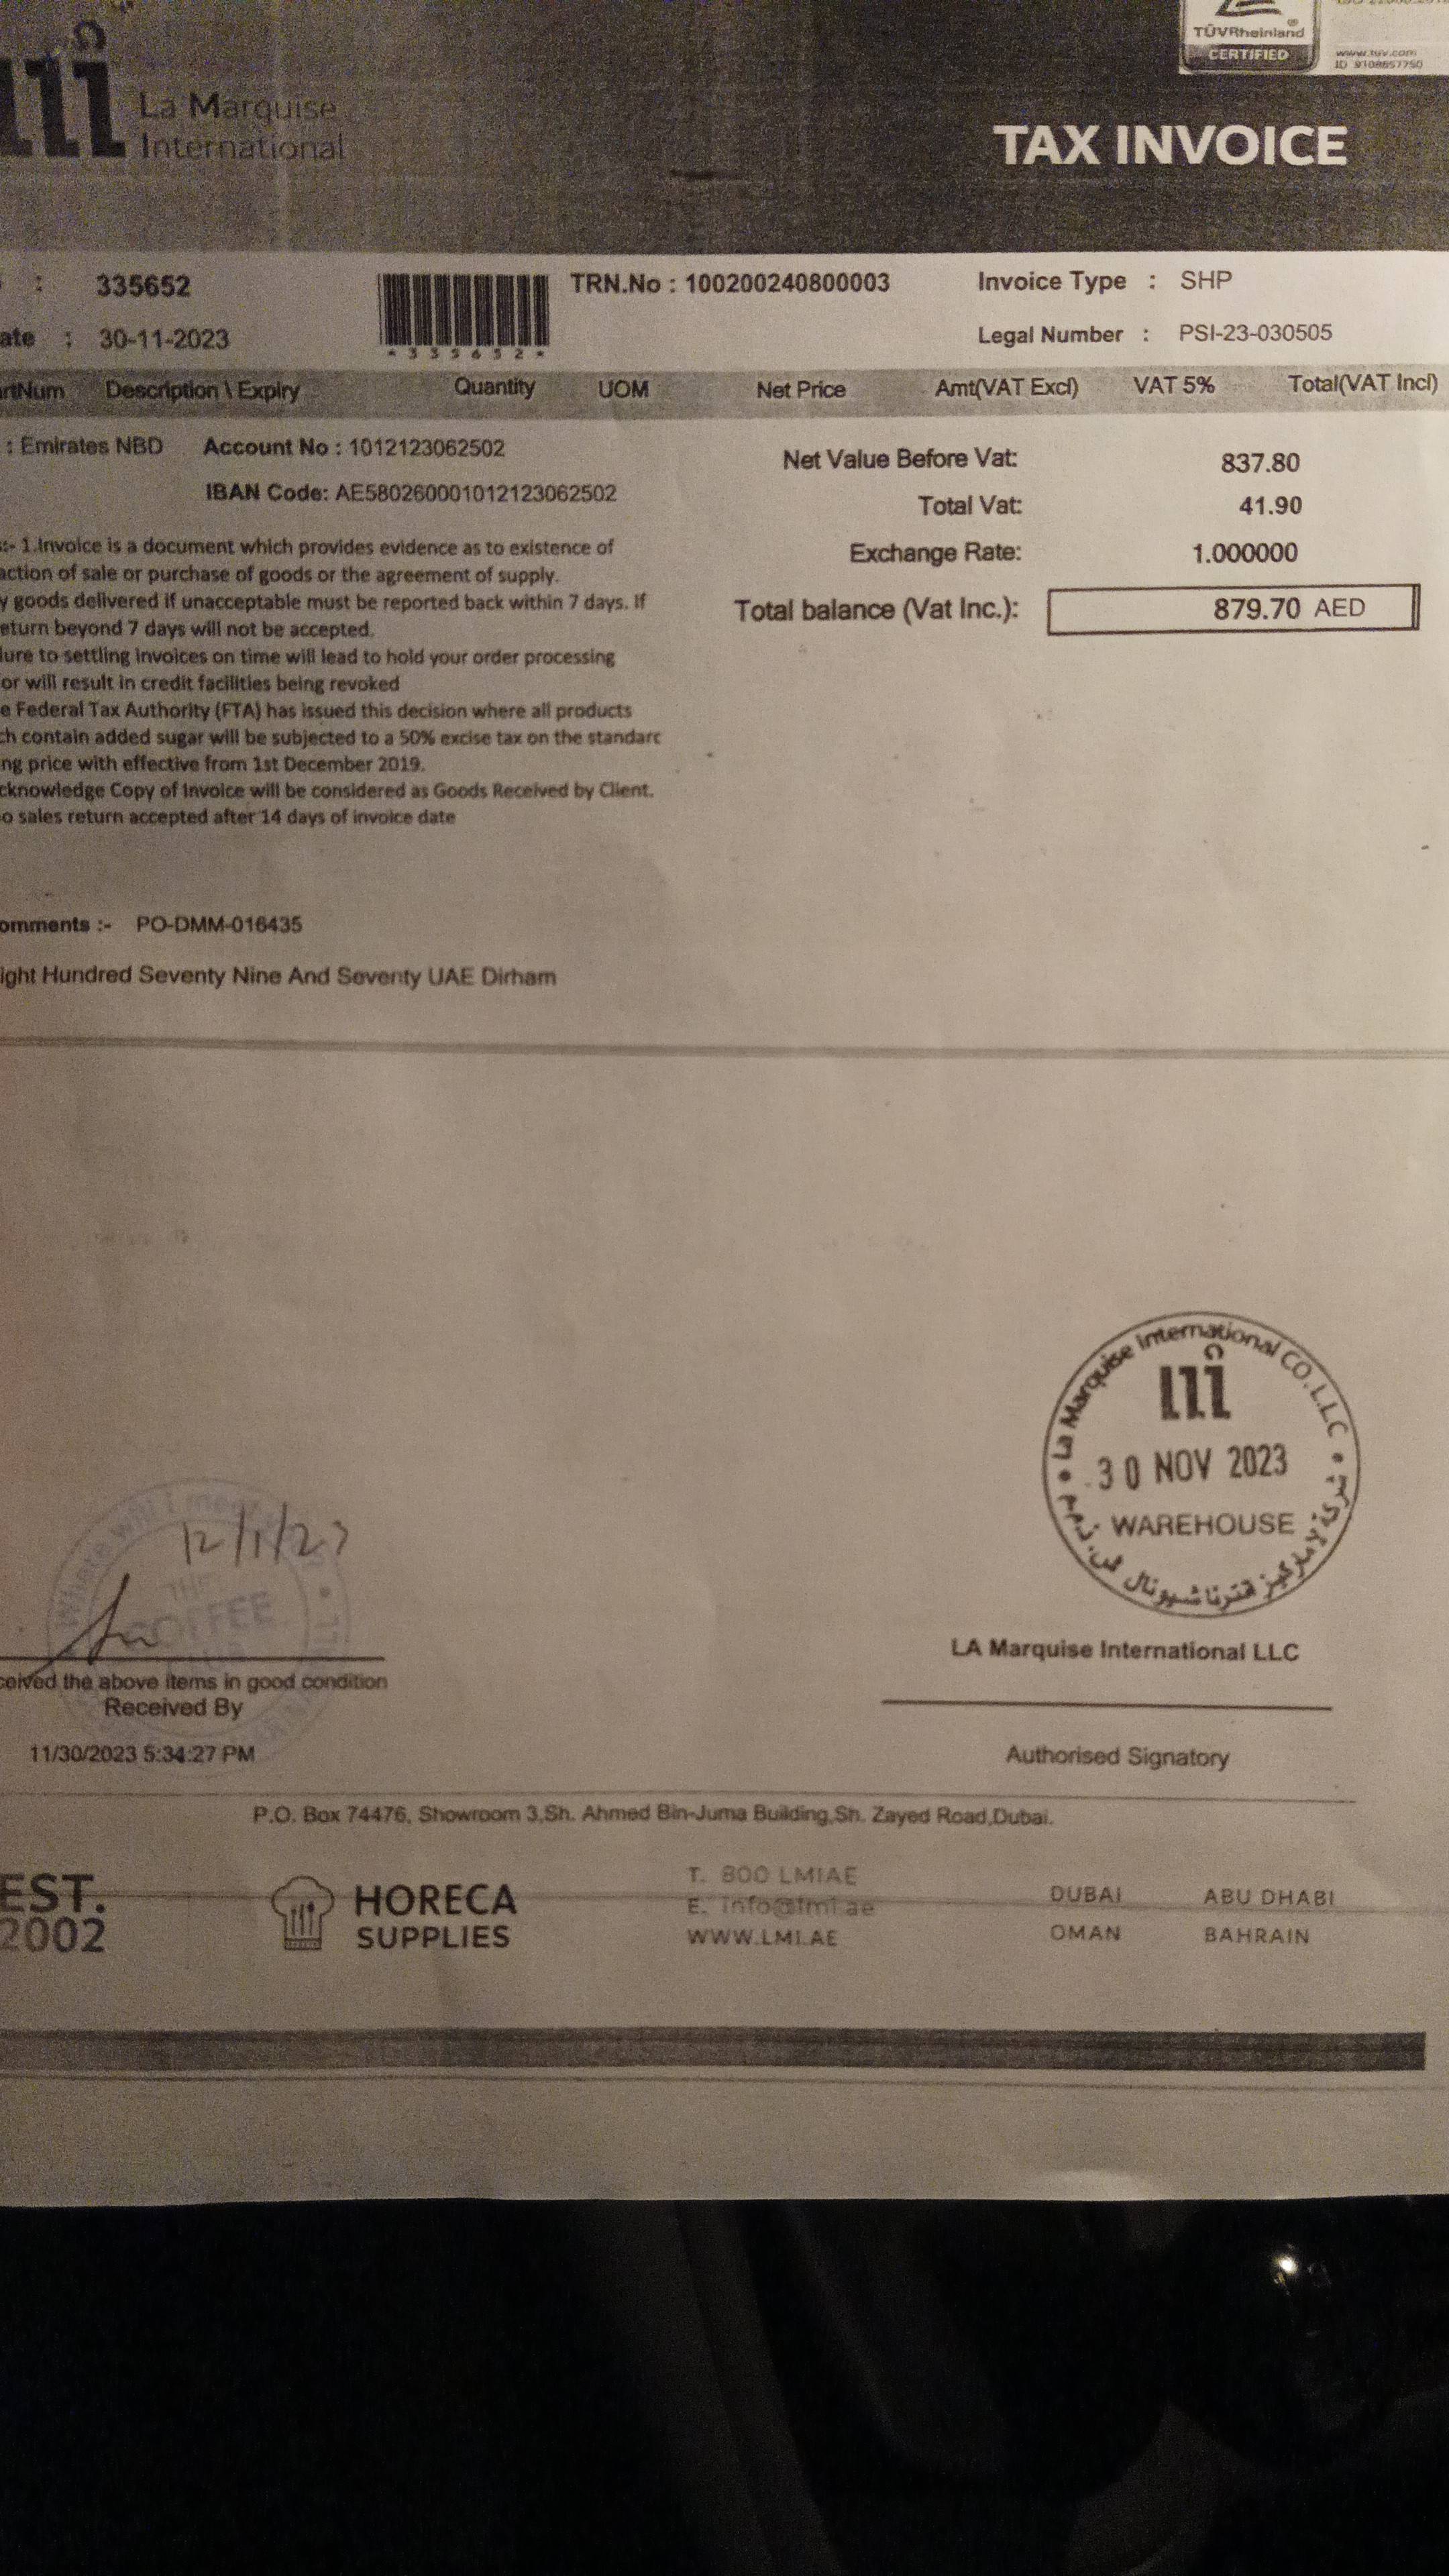 TÜVRheinland
CERTIFIED
www.tuv.com
ID 9108657750
La Marquise
International
TAX INVOICE
: 335652
TRN.No : 100200240800003
Invoice Type : SHP
ate : 30-11-2023
*335652*
Legal Number : PSI-23-030505
rtNum Description \ Expiry Quantity UOM Net Price Amt(VAT Excl) VAT 5% Total(VAT Incl)
: Emirates NBD Account No : 1012123062502
IBAN Code: AE580260001012123062502
Net Value Before Vat: 837.80
Total Vat: 41.90
Exchange Rate: 1.000000
Total balance (Vat Inc.): 879.70 AED
:- 1.Invoice is a document which provides evidence as to existence of
action of sale or purchase of goods or the agreement of supply.
y goods delivered if unacceptable must be reported back within 7 days. If
eturn beyond 7 days will not be accepted.
lure to settling invoices on time will lead to hold your order processing
or will result in credit facilities being revoked
e Federal Tax Authority (FTA) has issued this decision where all products
ch contain added sugar will be subjected to a 50% excise tax on the standarc
ng price with effective from 1st December 2019.
cknowledge Copy of Invoice will be considered as Goods Received by Client.
o sales return accepted after 14 days of invoice date
omments :- PO-DMM-016435
ight Hundred Seventy Nine And Seventy UAE Dirham
La Marquise International CO. L.L.C
30 NOV 2023
WAREHOUSE
12/1/23
THE
COFFEE
LA Marquise International LLC
ceived the above items in good condition
Received By
11/30/2023 5:34:27 PM
Authorised Signatory
P.O. Box 74476, Showroom 3,Sh. Ahmed Bin-Juma Building,Sh. Zayed Road,Dubai.
EST.
2002
HORECA
SUPPLIES
T. 800 LMIAE
E. info@lmi.ae
WWW.LMI.AE
DUBAI ABU DHABI
OMAN BAHRAIN